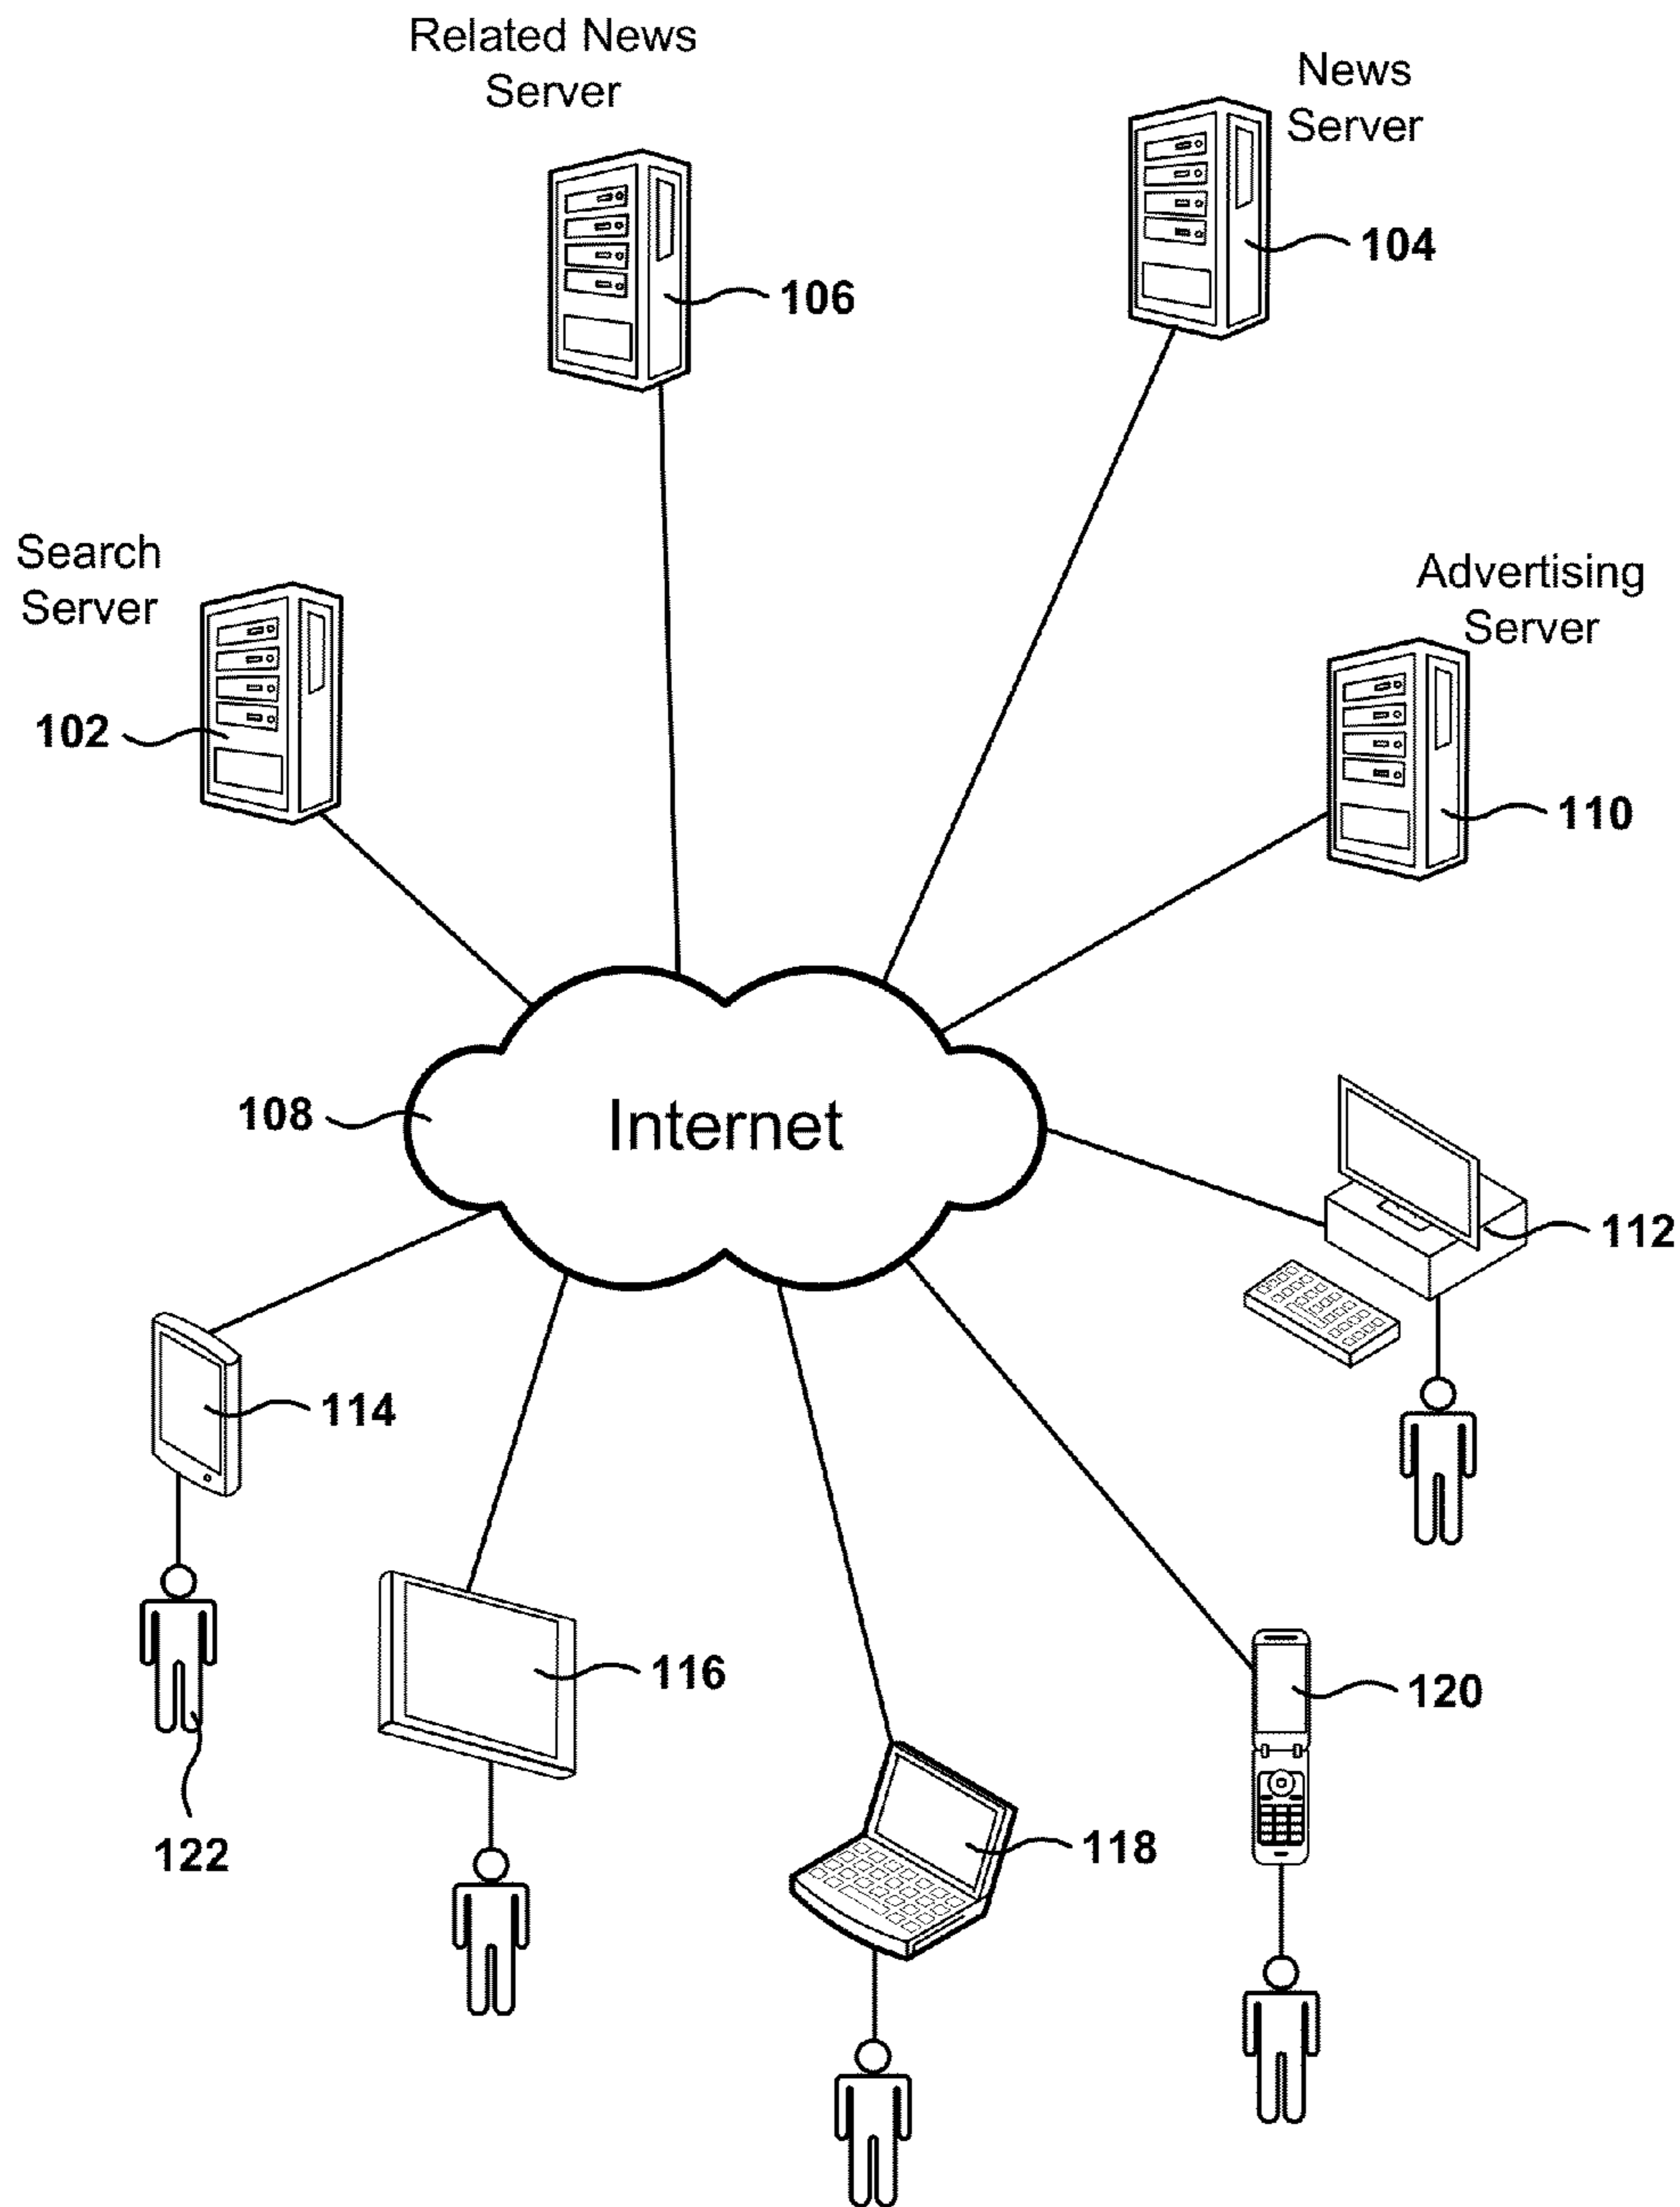 Related News
Server
News
Server
104
106
Search
Server
Advertising
Server
102
110
108
Internet
112
114
116
120
118
122